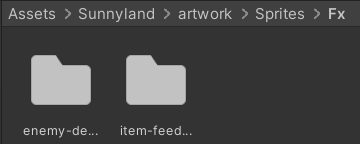 Assets > Sunnyland > artwork > Sprites > Fx
enemy-de... item-feed...